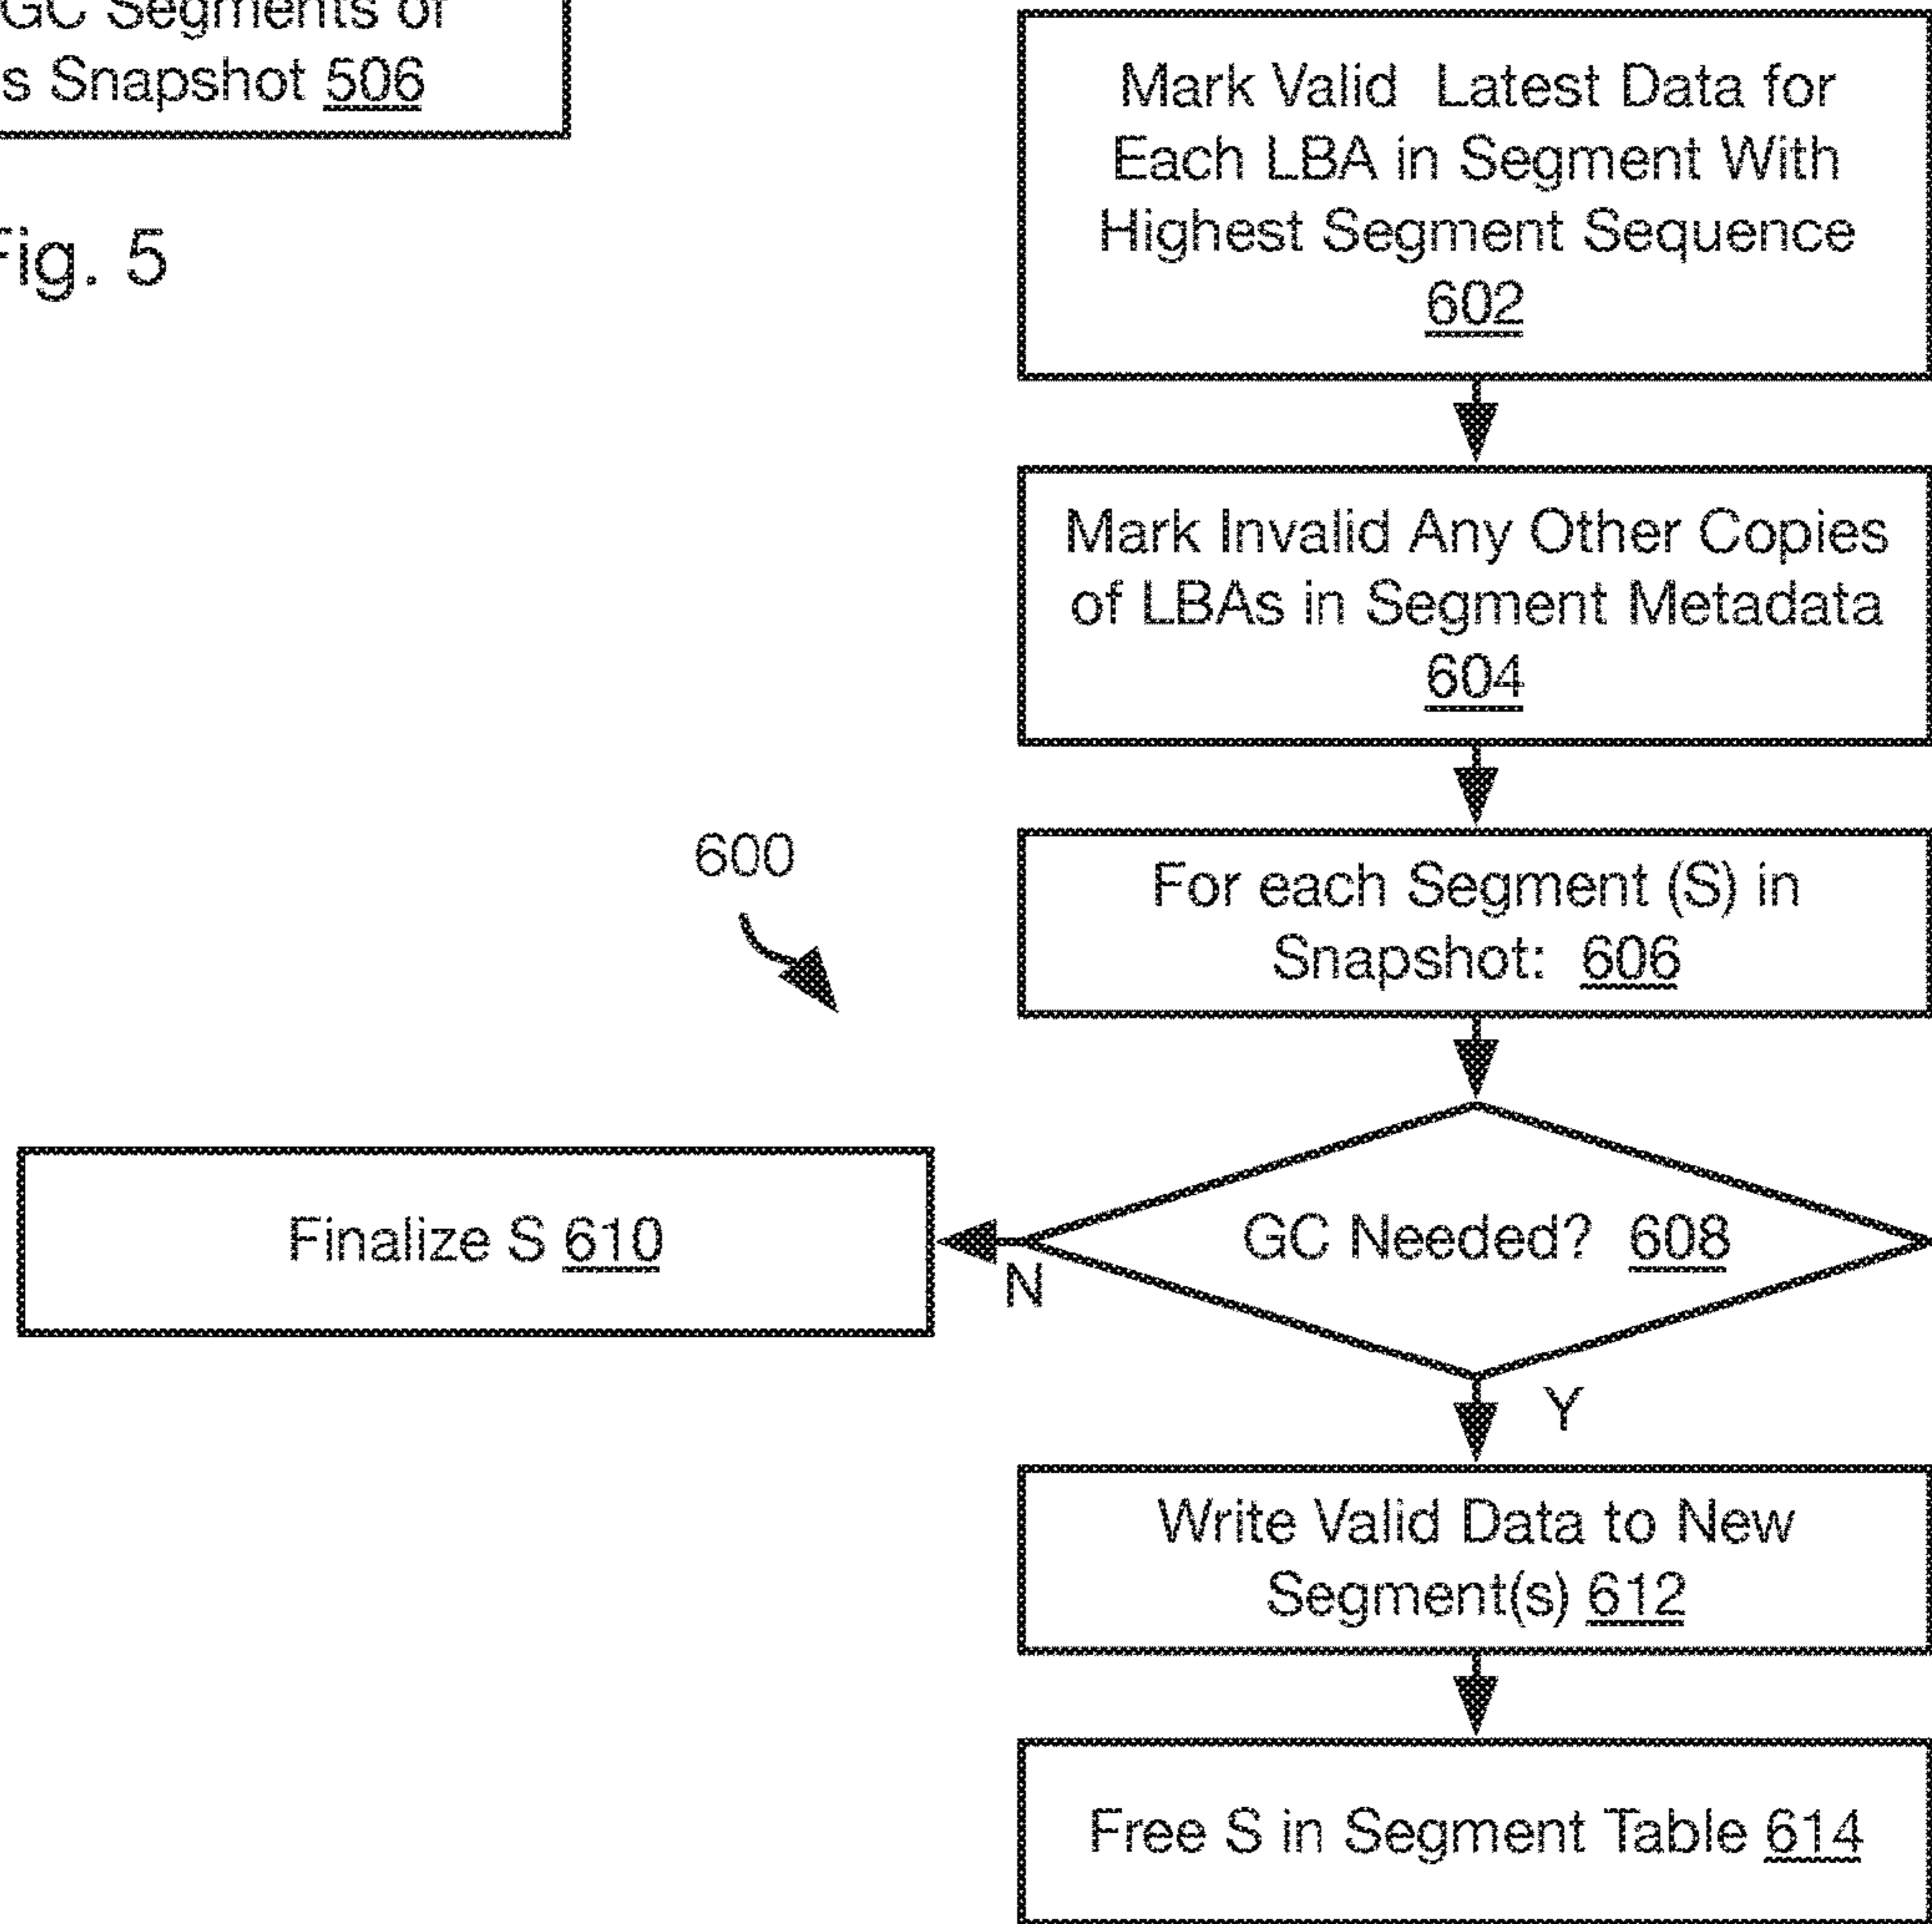 GC Segments of
s Snapshot 506
Fig. 5
Mark Valid Latest Data for
Each LBA in Segment With
Highest Segment Sequence
602
Mark Invalid Any Other Copies
of LBAs in Segment Metadata
604
600
For each Segment (S) in
Snapshot: 606
GC Needed? 608
Finalize S 610
N
Y
Write Valid Data to New
Segment(s) 612
Free S in Segment Table 614